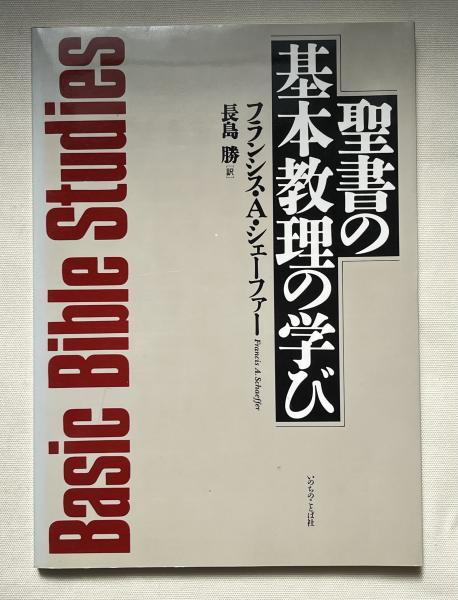 聖書の
基本教理の学び
フランシス・A・シェーファー
Francis A. Schaeffer
長島 勝 [訳]
Basic Bible Studies
いのちのことば社